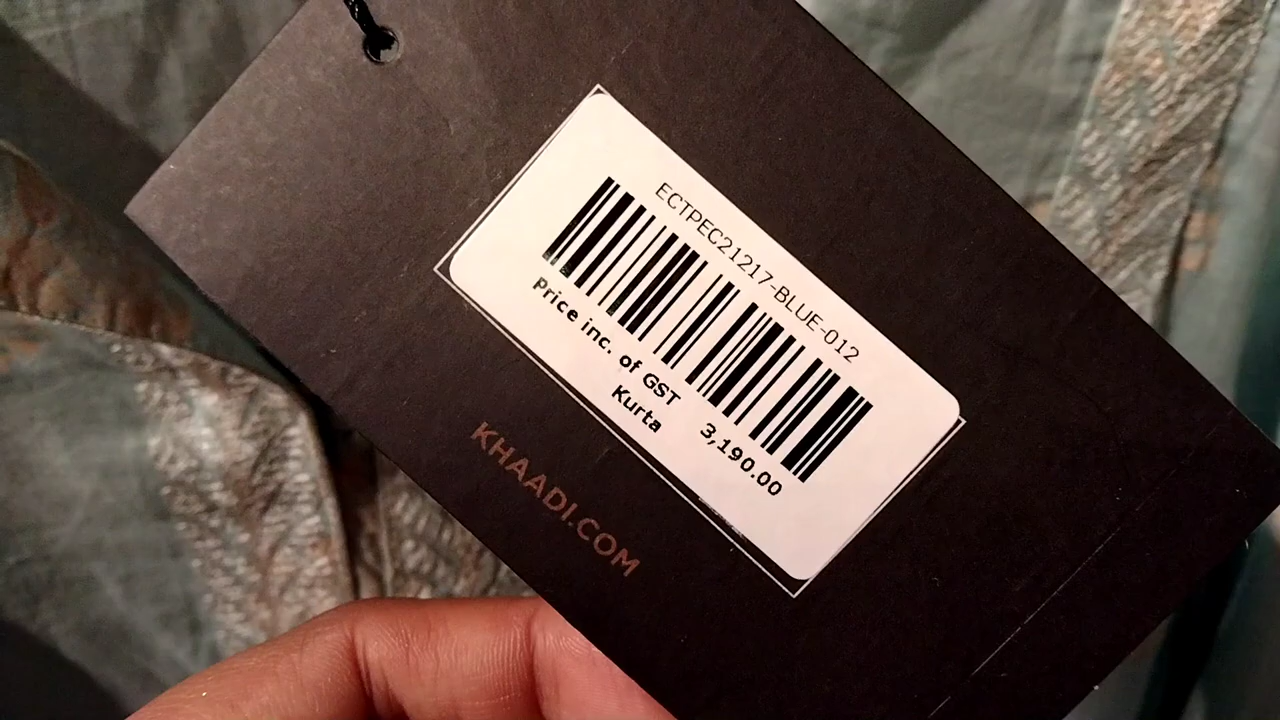 ECTPEC21217-BLUE-012
Price inc. of GST 3,190.00
Kurta
KHAADI.COM